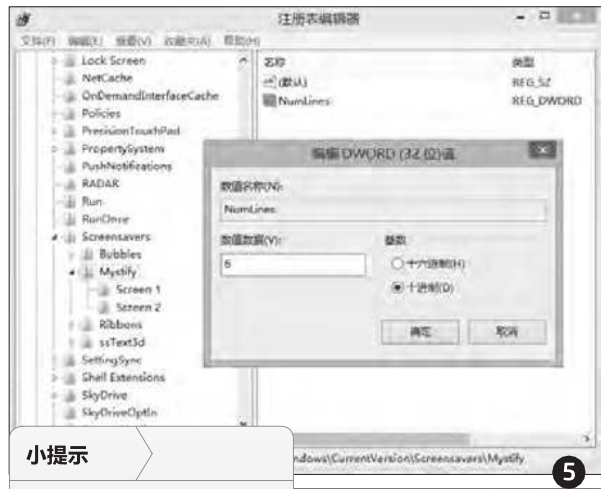 注册表编辑器
文件(F) 编辑(E) 查看(V) 收藏夹(A) 帮助(H)
Lock Screen
NetCache
OnDemandInterfaceCache
Policies
PrecisionTouchPad
PropertySystem
PushNotifications
RADAR
Run
RunOnce
Screensavers
Bubbles
Mystify
Screen 1
Screen 2
Ribbons
ssText3d
SettingSync
Shell Extensions
SkyDrive
SkyDriveOptIn
名称 类型
(默认) REG_SZ
NumLines REG_DWORD
编辑 DWORD (32 位)值
数值名称(N):
NumLines
数值数据(V): 基数
6 十六进制(H)
十进制(D)
确定 取消
ndows\CurrentVersion\Screensavers\Mystify
小提示
5